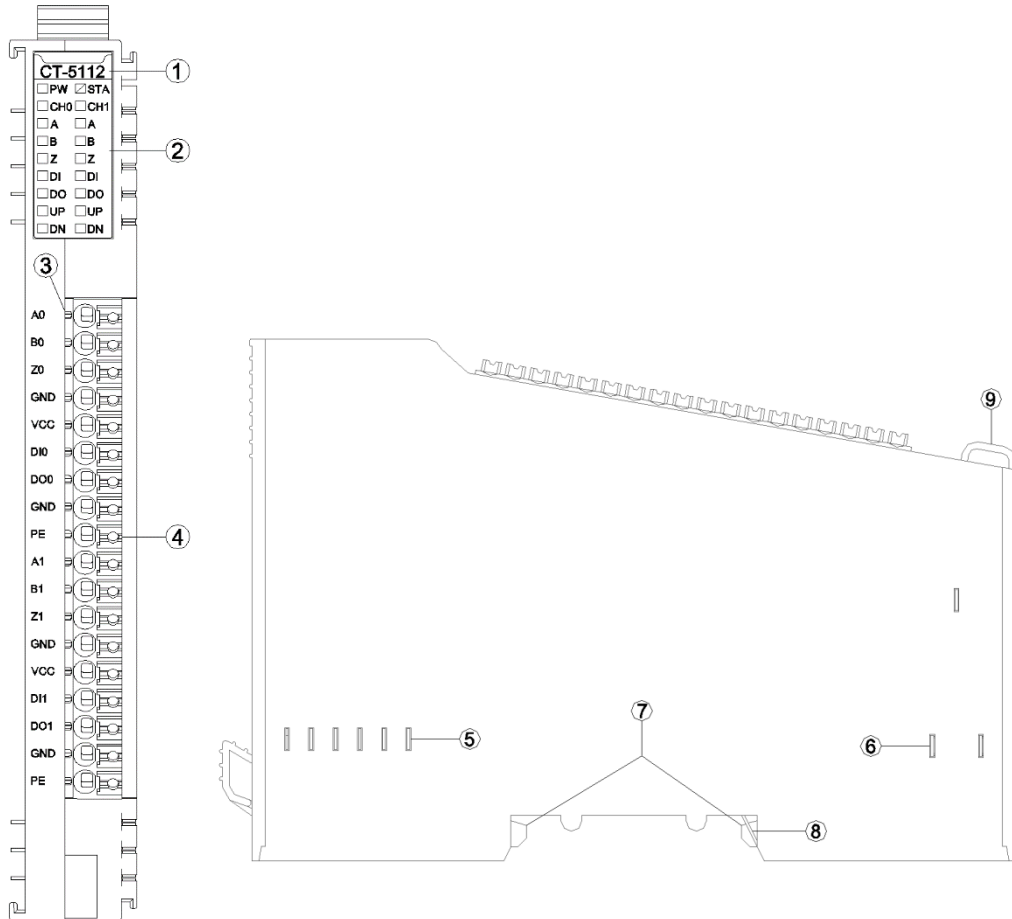 CT-5112 ①
PW STA
CH0 CH1
A A
B B ②
Z Z
DI DI
DO DO
UP UP
DN DN
③
A0
B0
Z0
GND
VCC
DI0
DO0
GND
PE ④
A1
B1
Z1
GND
VCC
DI1
DO1
GND
PE
⑨
⑦
⑤ ⑥
⑧